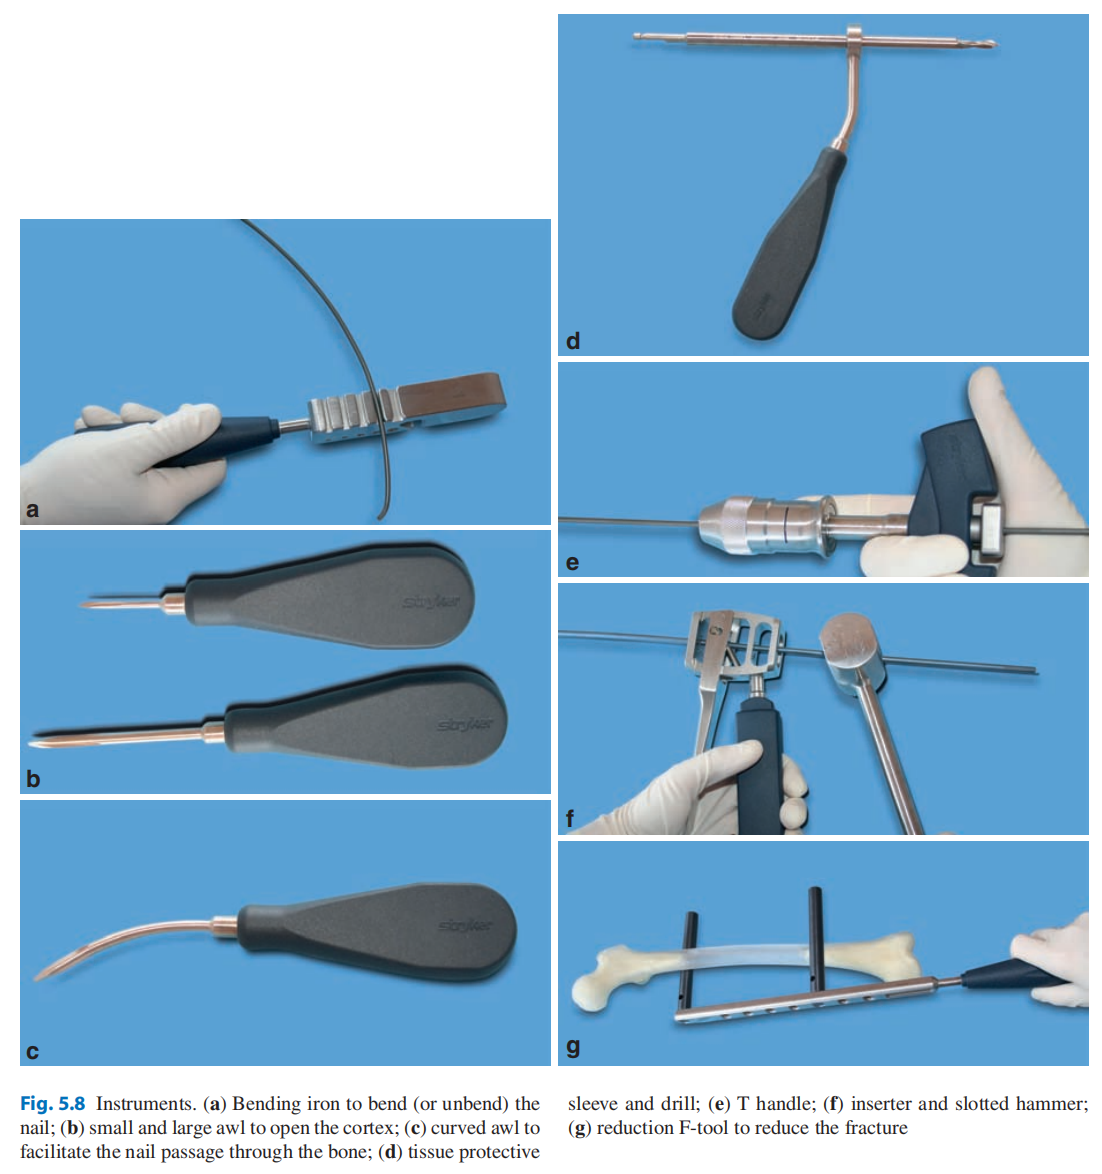 a
stryker
stryker
b
stryker
c
d
e
f
g
Fig. 5.8 Instruments. (a) Bending iron to bend (or unbend) the
nail; (b) small and large awl to open the cortex; (c) curved awl to
facilitate the nail passage through the bone; (d) tissue protective
sleeve and drill; (e) T handle; (f) inserter and slotted hammer;
(g) reduction F-tool to reduce the fracture